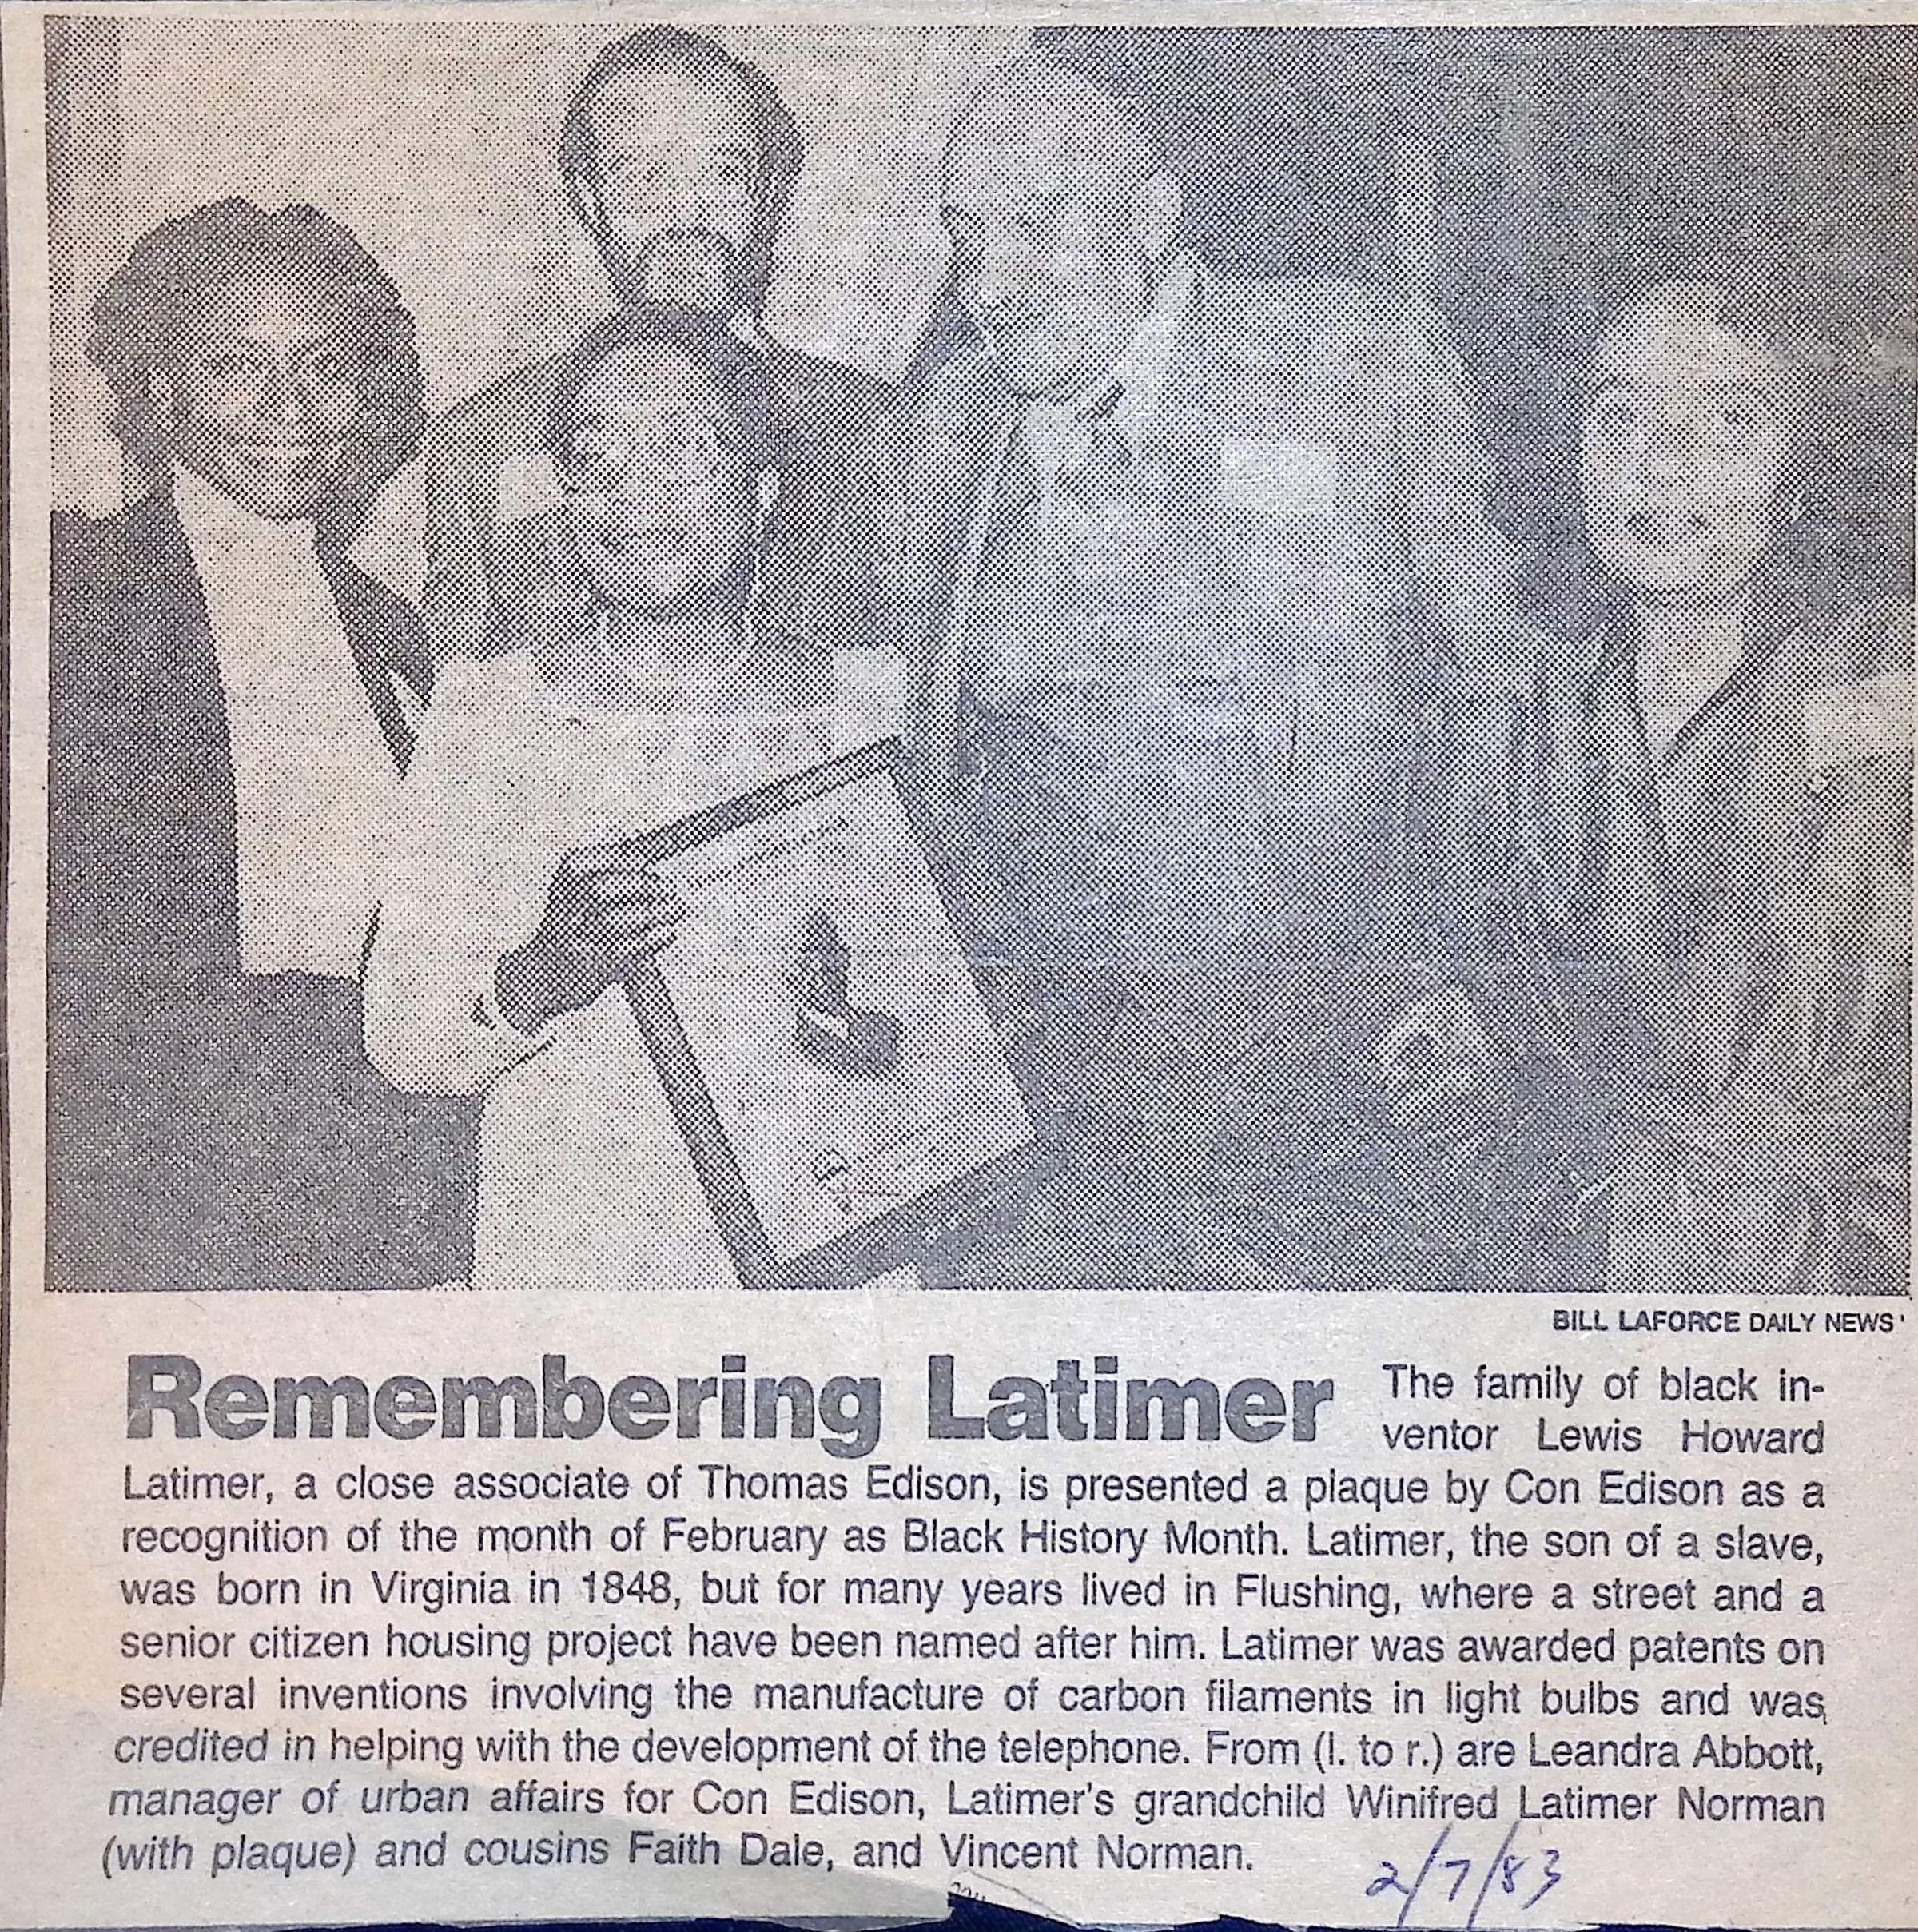 BILL LAFORCE DAILY NEWS
Remembering Latimer
The family of black in-
ventor Lewis Howard
Latimer, a close associate of Thomas Edison, is presented a plaque by Con Edison as a
recognition of the month of February as Black History Month. Latimer, the son of a slave,
was born in Virginia in 1848, but for many years lived in Flushing, where a street and a
senior citizen housing project have been named after him. Latimer was awarded patents on
several inventions involving the manufacture of carbon filaments in light bulbs and was
credited in helping with the development of the telephone. From (l. to r.) are Leandra Abbott,
manager of urban affairs for Con Edison, Latimer's grandchild Winifred Latimer Norman
(with plaque) and cousins Faith Dale, and Vincent Norman.
2/7/83